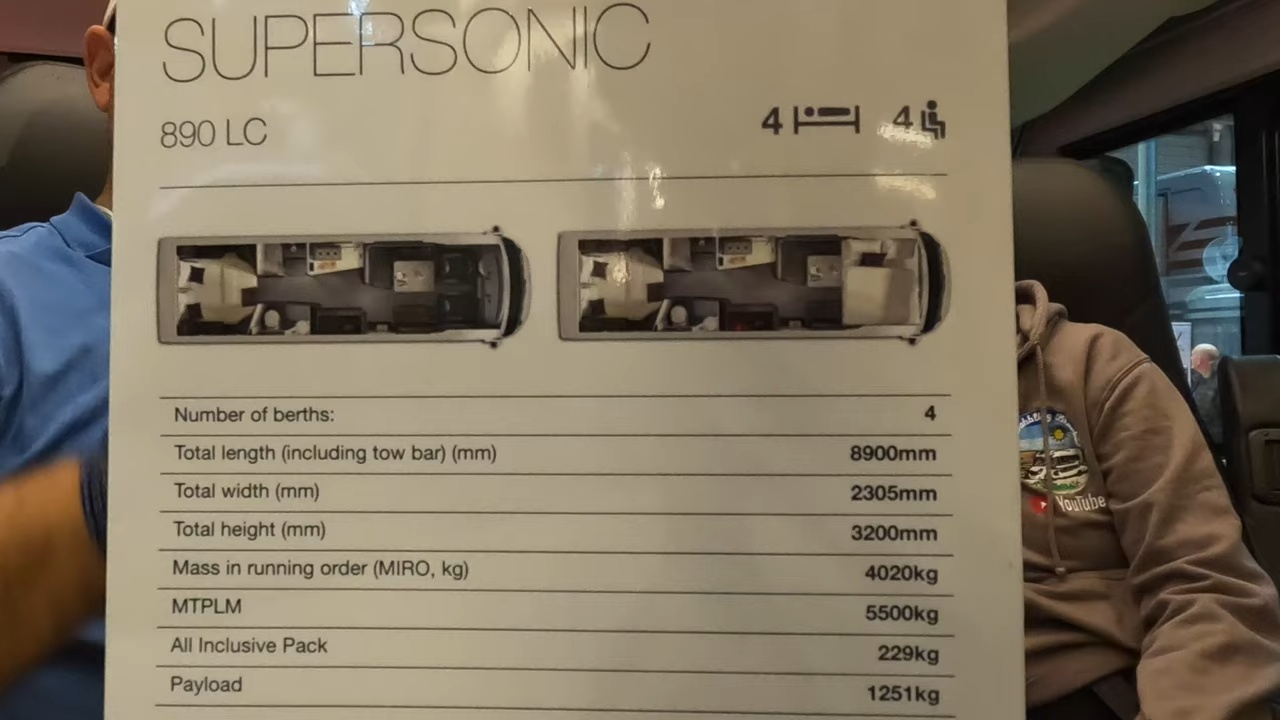 SUPERSONIC
890 LC
4 4
Number of berths: 4
Total length (including tow bar) (mm) 8900mm
Total width (mm) 2305mm
Total height (mm) 3200mm
Mass in running order (MIRO, kg) 4020kg
MTPLM 5500kg
All Inclusive Pack 229kg
Payload 1251kg
YouTube